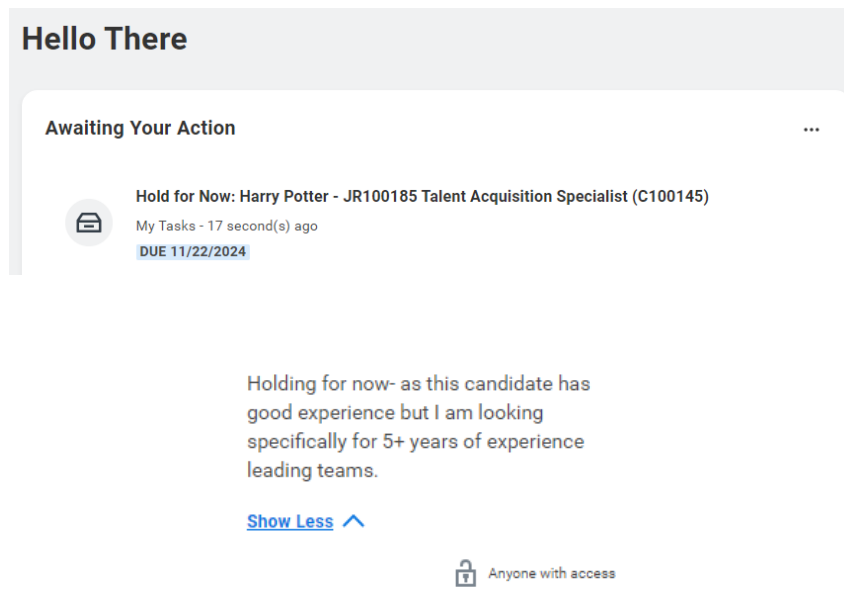 Hello There
Awaiting Your Action
Hold for Now: Harry Potter - JR100185 Talent Acquisition Specialist (C100145)
My Tasks - 17 second(s) ago
DUE 11/22/2024
Holding for now- as this candidate has
good experience but I am looking
specifically for 5+ years of experience
leading teams.
Show Less
Anyone with access